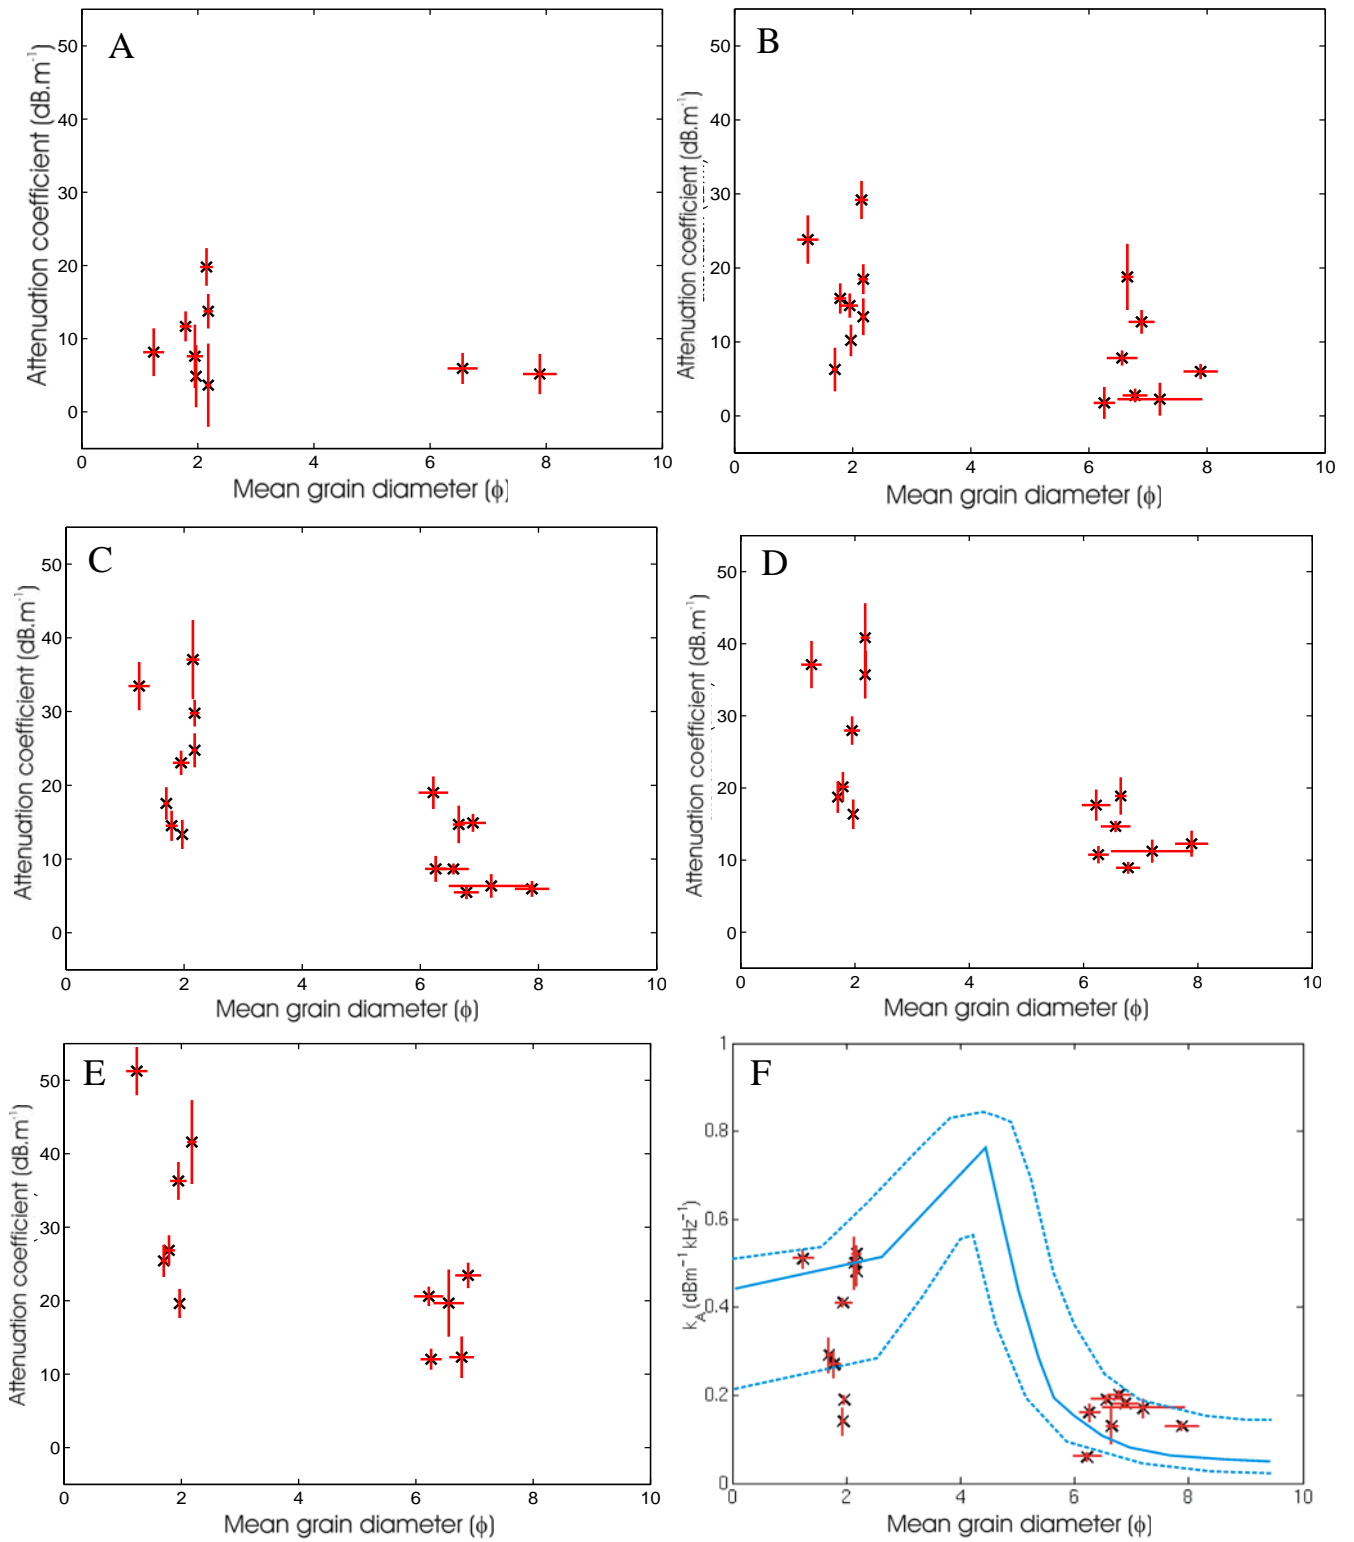 A
Attenuation coefficient (dB.m⁻¹)
50
40
30
20
10
0
0 2 4 6 8 10
Mean grain diameter (ϕ)
B
Attenuation coefficient (dB.m⁻¹)
50
40
30
20
10
0
0 2 4 6 8 10
Mean grain diameter (ϕ)
C
Attenuation coefficient (dB.m⁻¹)
50
40
30
20
10
0
0 2 4 6 8 10
Mean grain diameter (ϕ)
D
Attenuation coefficient (dB.m⁻¹)
50
40
30
20
10
0
0 2 4 6 8 10
Mean grain diameter (ϕ)
E
Attenuation coefficient (dB.m⁻¹)
50
40
30
20
10
0
0 2 4 6 8 10
Mean grain diameter (ϕ)
F
k_A (dBm⁻¹ kHz⁻¹)
1
0.8
0.6
0.4
0.2
0
0 2 4 6 8 10
Mean grain diameter (ϕ)